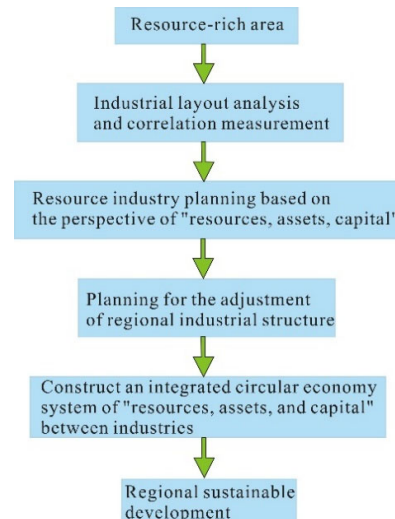 Resource-rich area
Industrial layout analysis
and correlation measurement
Resource industry planning based on
the perspective of "resources, assets, capital"
Planning for the adjustment
of regional industrial structure
Construct an integrated circular economy
system of "resources, assets, and capital"
between industries
Regional sustainable
development